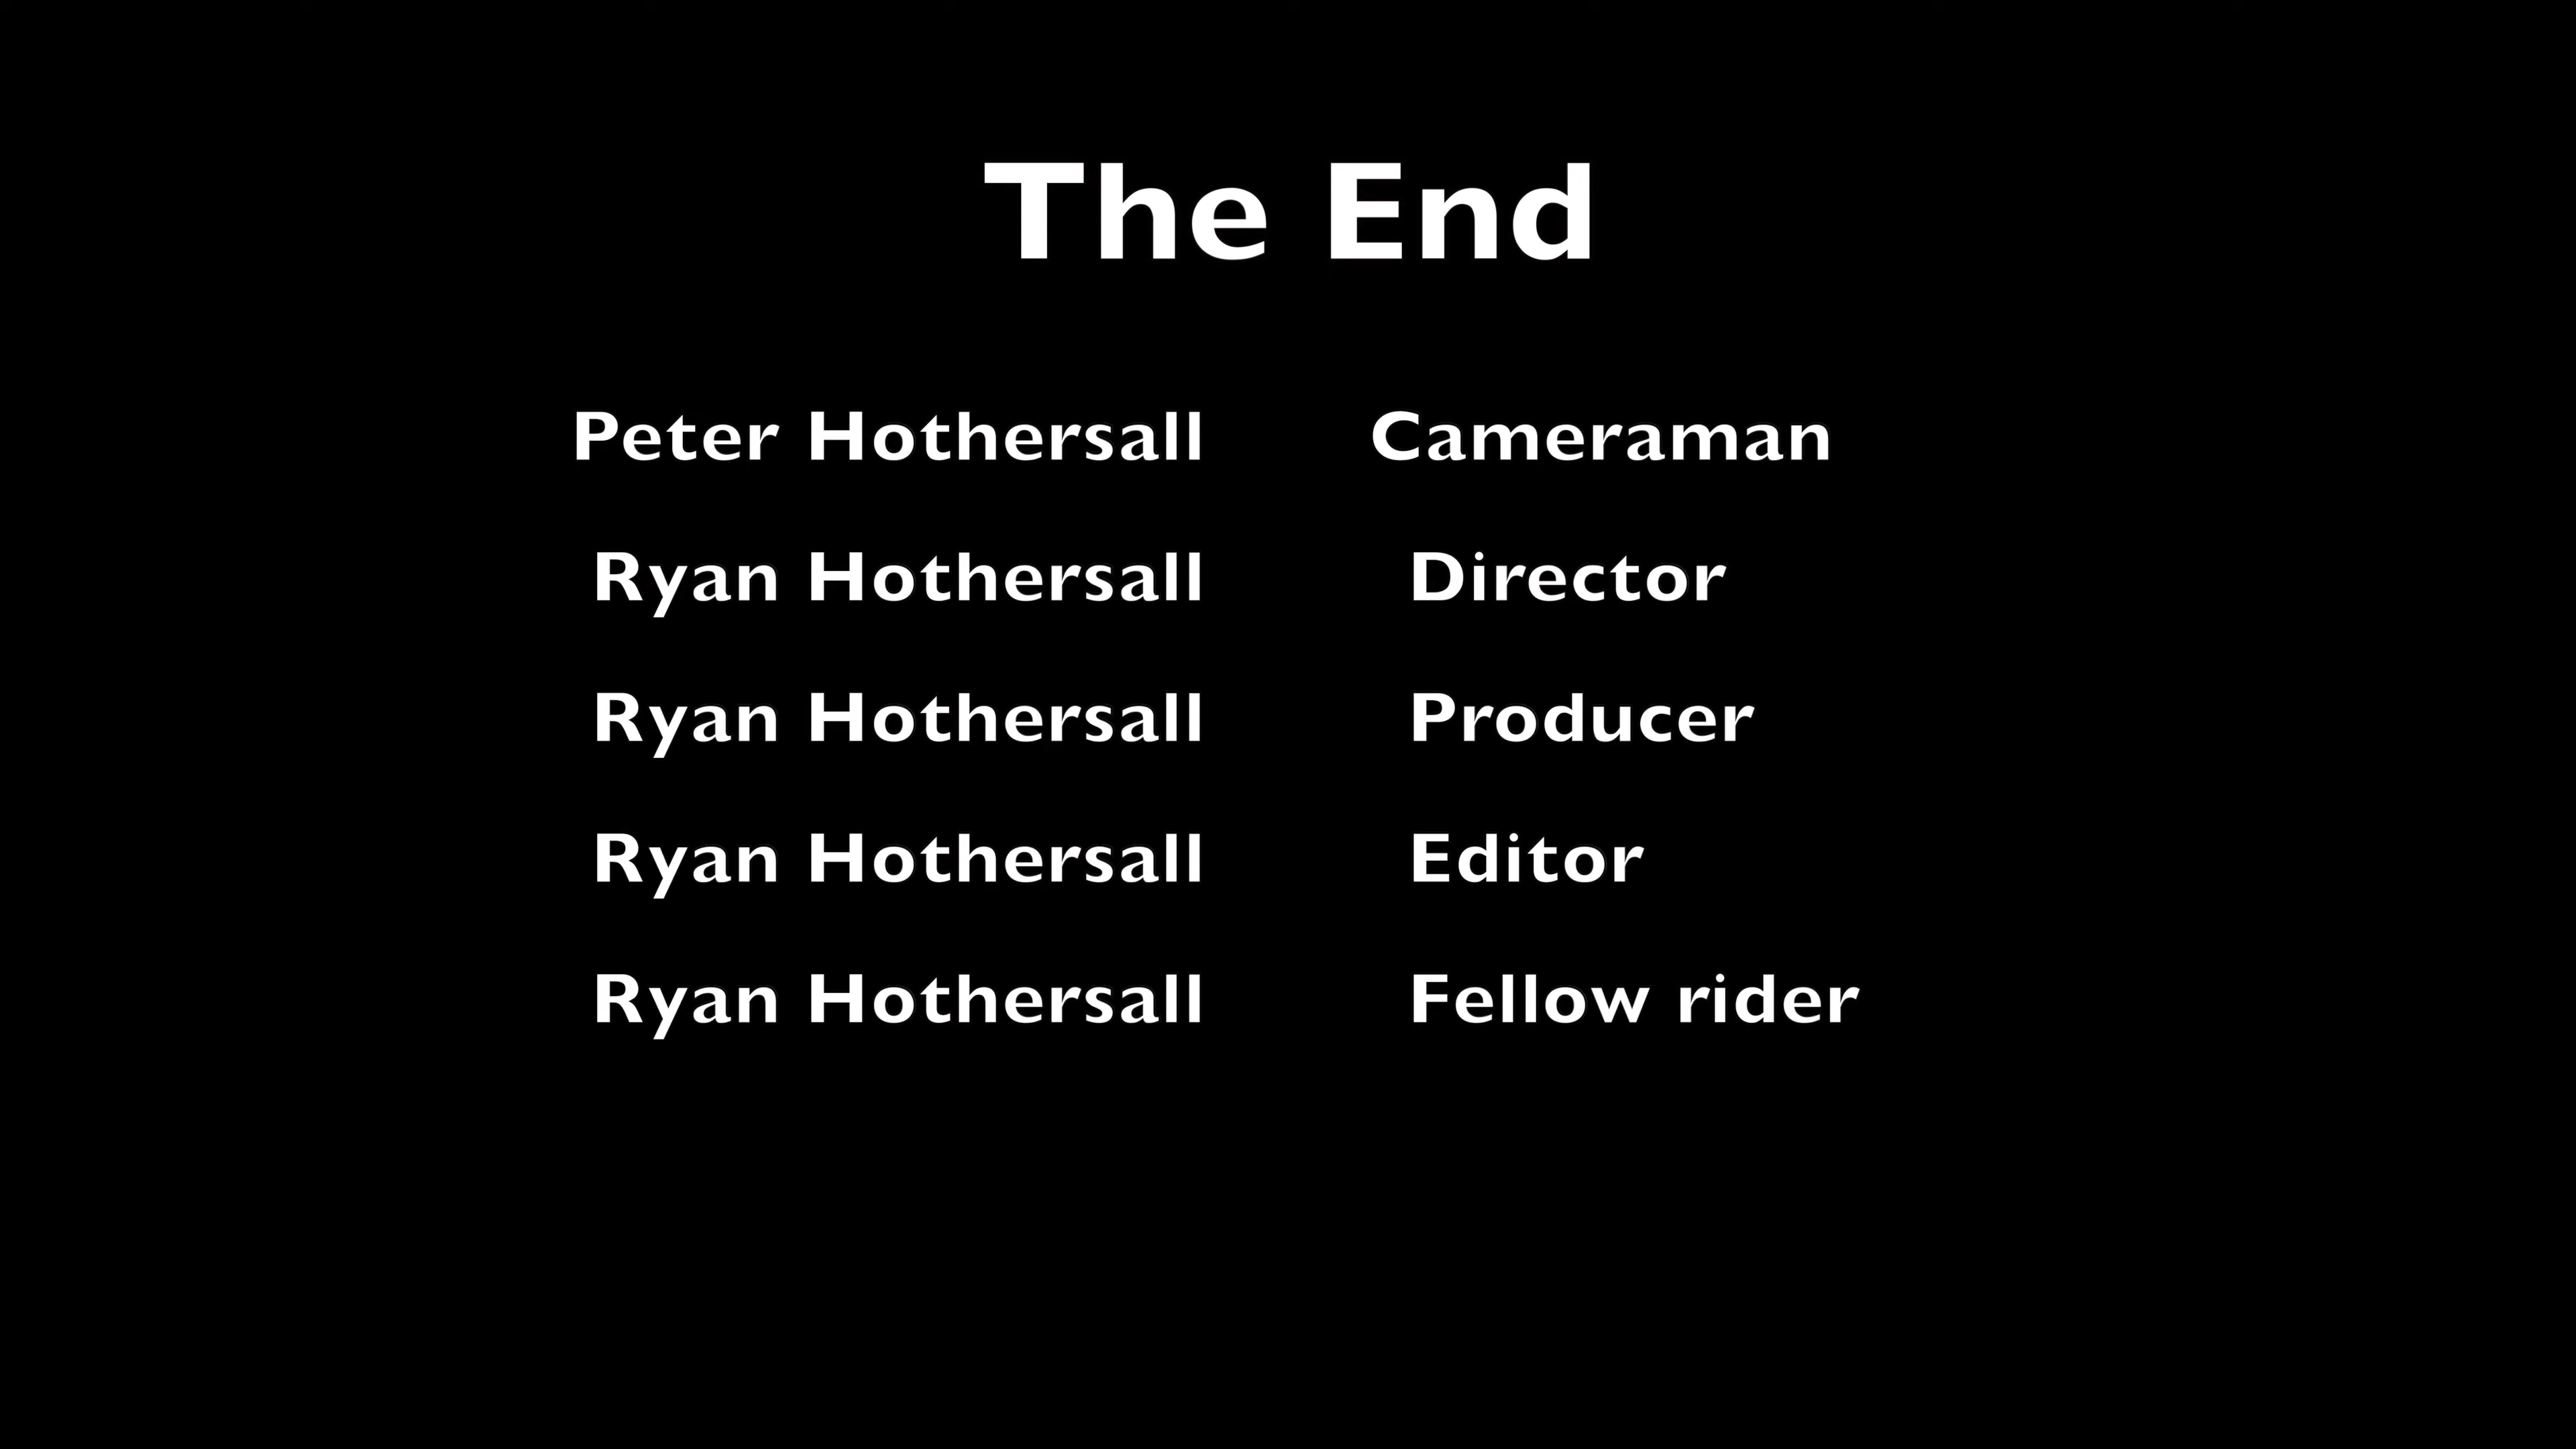 The End
Peter Hothersall Cameraman
Ryan Hothersall Director
Ryan Hothersall Producer
Ryan Hothersall Editor
Ryan Hothersall Fellow rider